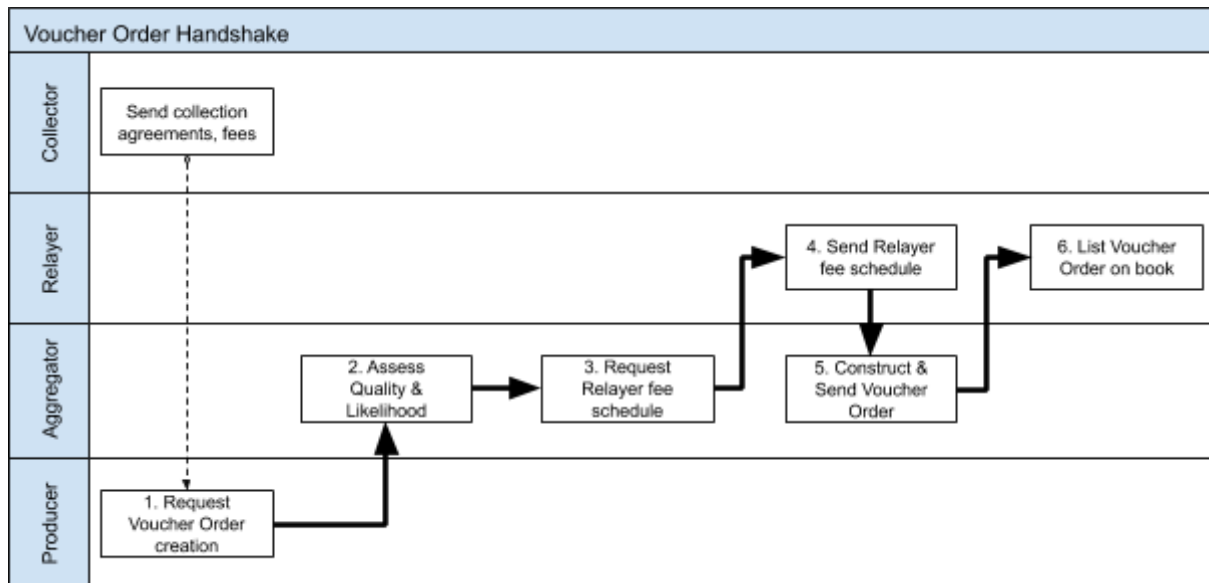 Voucher Order Handshake
Collector
Send collection
agreements, fees
Relayer
4. Send Relayer
fee schedule
6. List Voucher
Order on book
Aggregator
2. Assess
Quality &
Likelihood
3. Request
Relayer fee
schedule
5. Construct &
Send Voucher
Order
Producer
1. Request
Voucher Order
creation